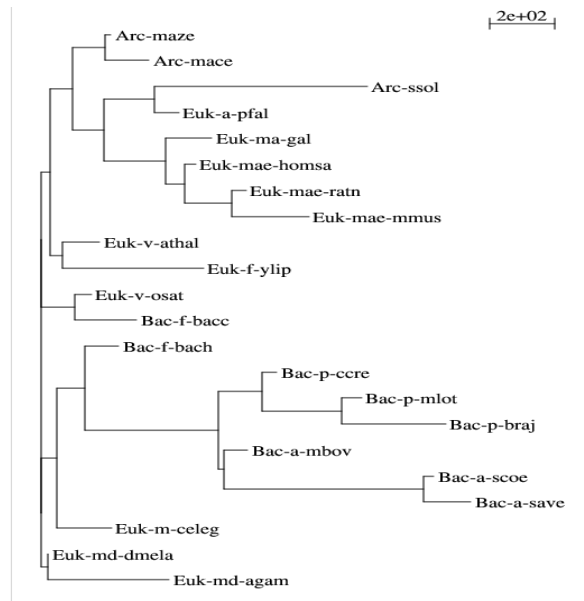 2e+02
Arc-maze
Arc-mace
Arc-ssol
Euk-a-pfal
Euk-ma-gal
Euk-mae-homsa
Euk-mae-ratn
Euk-mae-mmus
Euk-v-athal
Euk-f-ylip
Euk-v-osat
Bac-f-bacc
Bac-f-bach
Bac-p-ccre
Bac-p-mlot
Bac-p-braj
Bac-a-mbov
Bac-a-scoe
Bac-a-save
Euk-m-celeg
Euk-md-dmela
Euk-md-agam